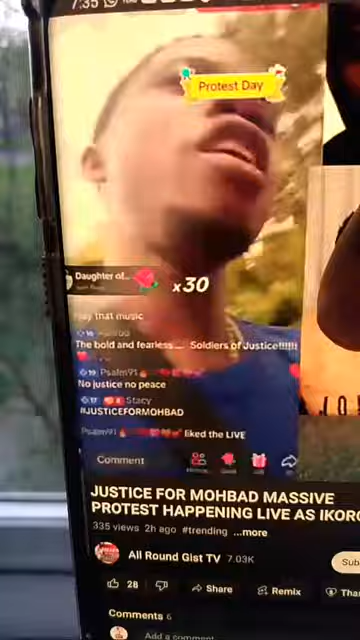 7:35
Protest Day
Daughter of..
x30
Play that music
The bold and fearless.... Soldiers of Justice!!!!!!
Psalm91
No justice no peace
Stacy
#JUSTICEFORMOHBAD
Psalm91 liked the LIVE
Comment
JUSTICE FOR MOHBAD MASSIVE
PROTEST HAPPENING LIVE AS IKORO
335 views 2h ago #trending ...more
All Round Gist TV 7.03K
Sub
28 Share Remix Than
Comments 6
Add a comment